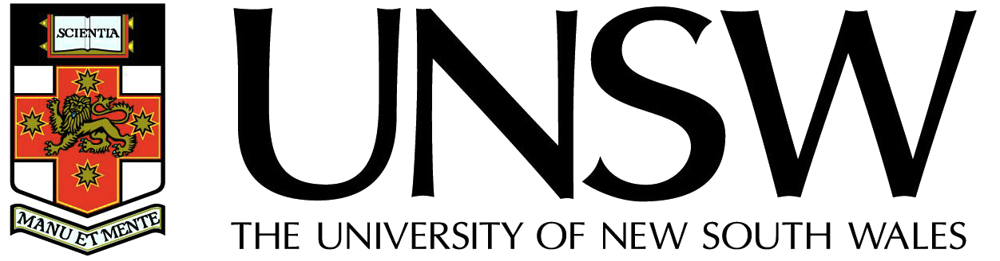 SCIENTIA
MANU ET MENTE
UNSW
THE UNIVERSITY OF NEW SOUTH WALES